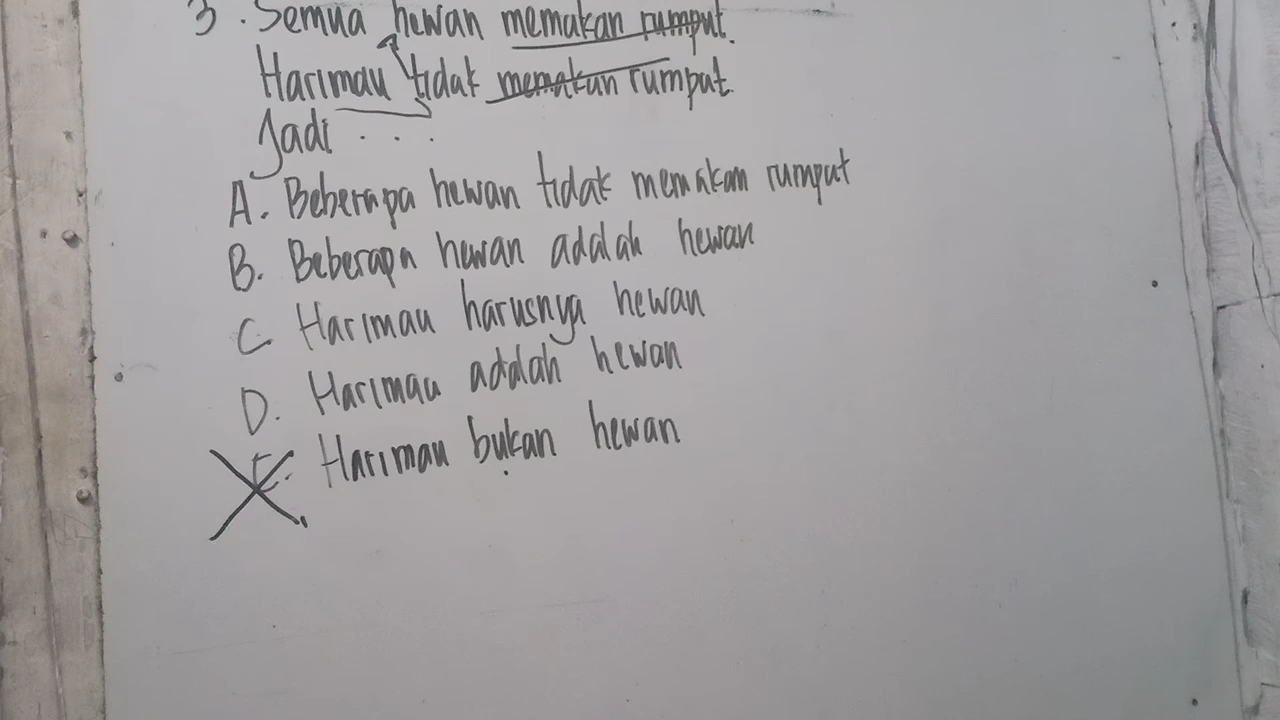 3. Semua hewan memakan rumput.
Harimau tidak memakan rumput.
Jadi ...
A. Beberapa hewan tidak memakan rumput
B. Beberapa hewan adalah hewan
C. Harimau harusnya hewan
D. Harimau adalah hewan
E. Harimau bukan hewan